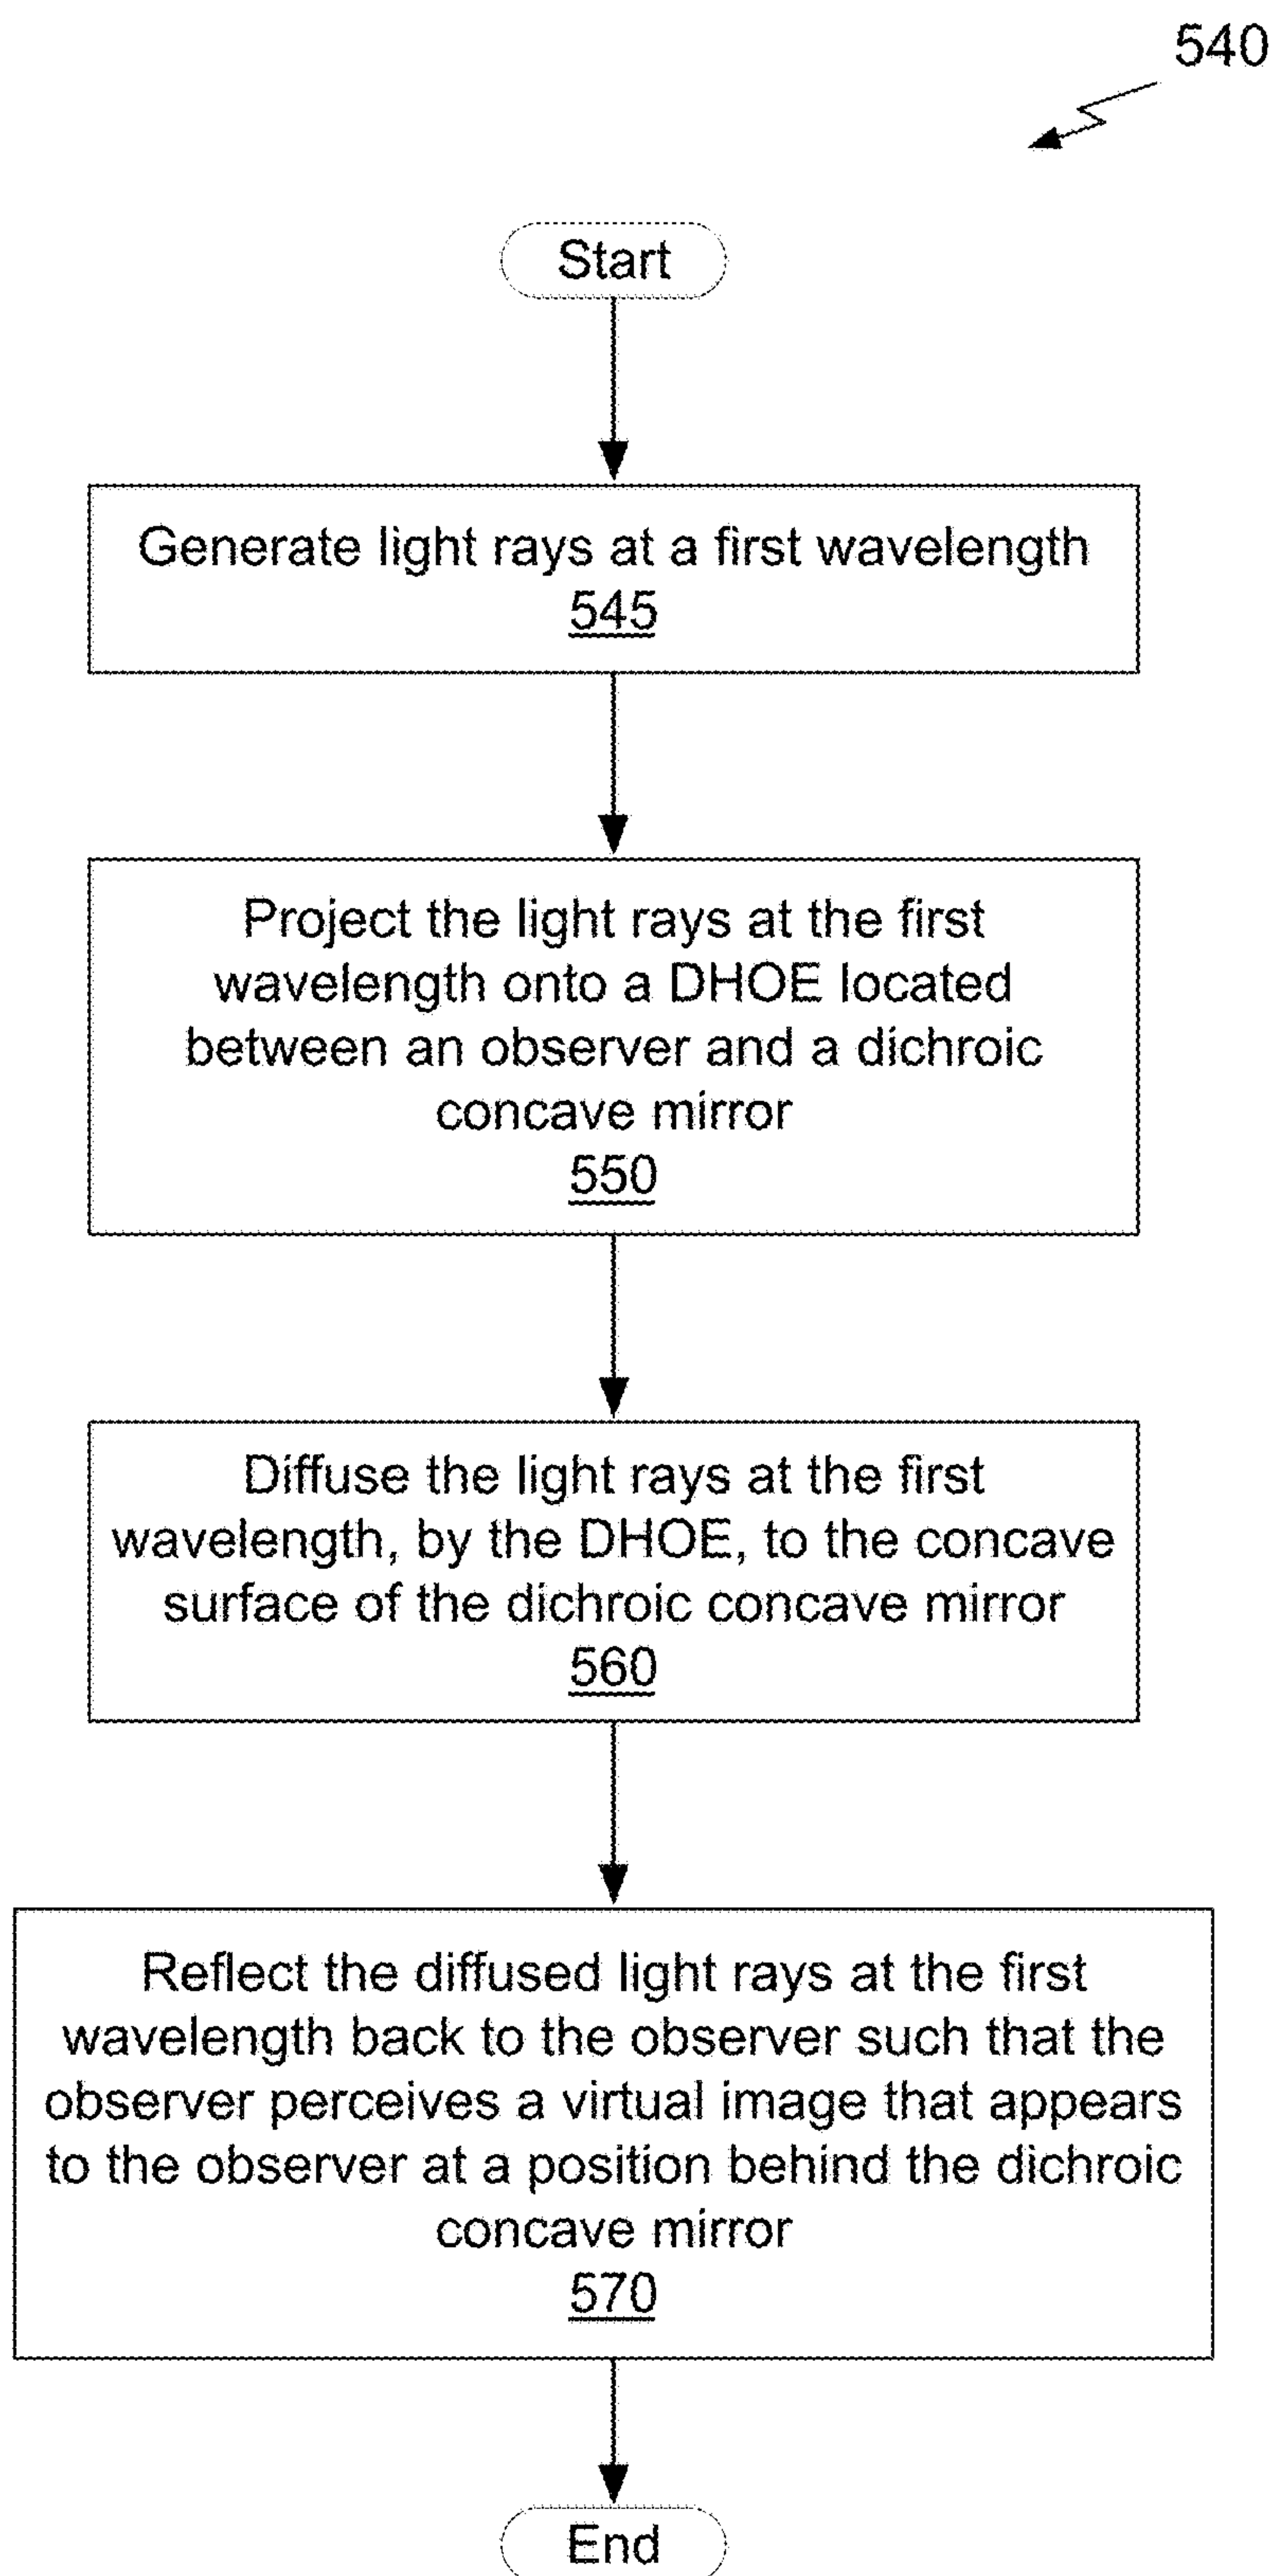 540
Start
Generate light rays at a first wavelength
545
Project the light rays at the first
wavelength onto a DHOE located
between an observer and a dichroic
concave mirror
550
Diffuse the light rays at the first
wavelength, by the DHOE, to the concave
surface of the dichroic concave mirror
560
Reflect the diffused light rays at the first
wavelength back to the observer such that the
observer perceives a virtual image that appears
to the observer at a position behind the dichroic
concave mirror
570
End